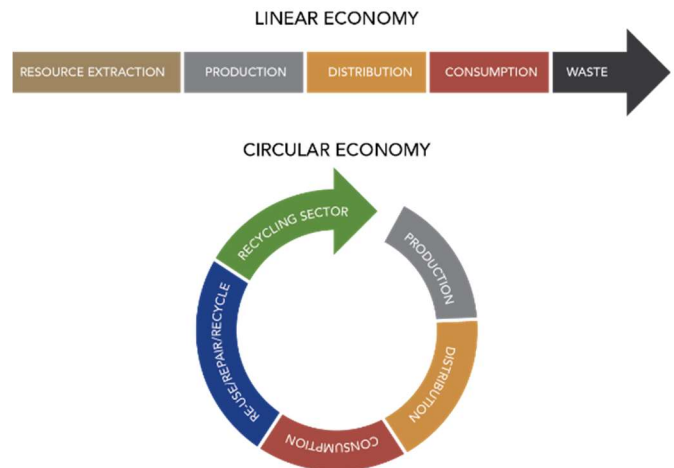 LINEAR ECONOMY
RESOURCE EXTRACTION
PRODUCTION
DISTRIBUTION
CONSUMPTION
WASTE
CIRCULAR ECONOMY
RECYCLING SECTOR
PRODUCTION
DISTRIBUTION
CONSUMPTION
RE-USE/REPAIR/RECYCLE